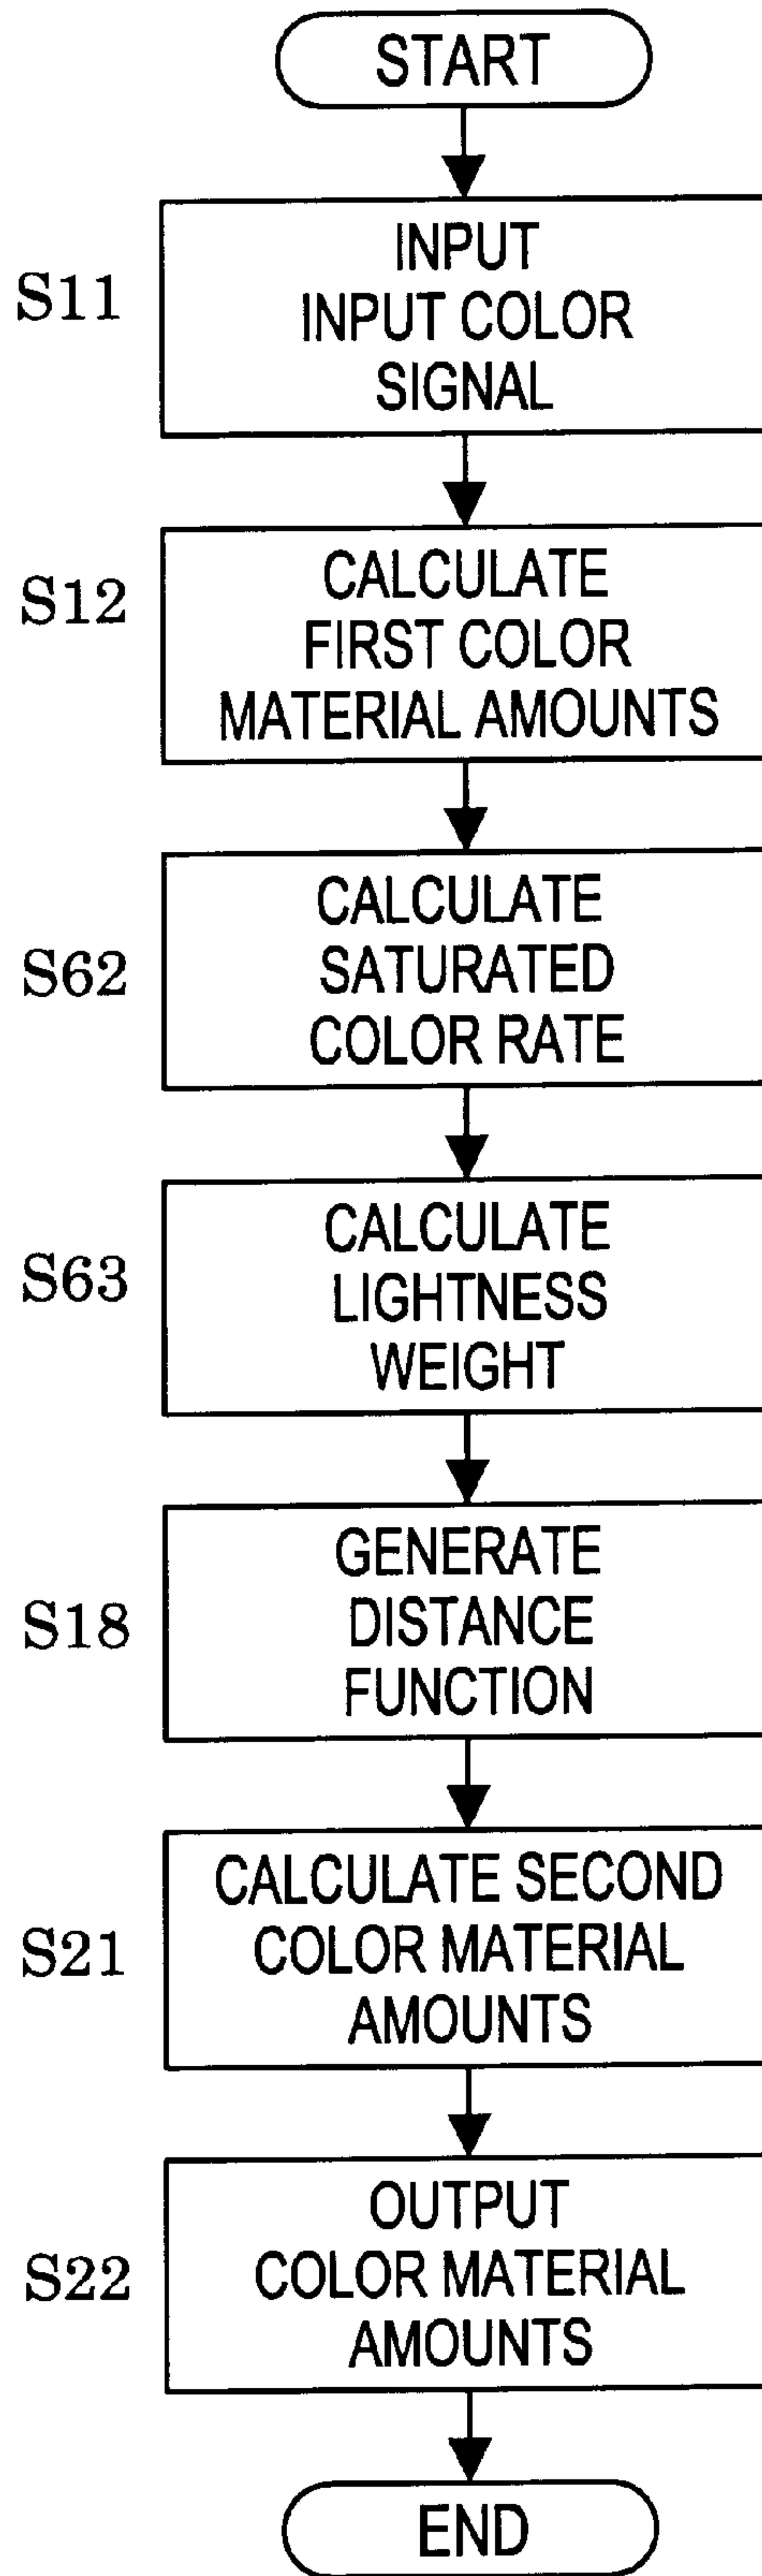 START
S11
INPUT
INPUT COLOR
SIGNAL
S12
CALCULATE
FIRST COLOR
MATERIAL AMOUNTS
S62
CALCULATE
SATURATED
COLOR RATE
S63
CALCULATE
LIGHTNESS
WEIGHT
S18
GENERATE
DISTANCE
FUNCTION
S21
CALCULATE SECOND
COLOR MATERIAL
AMOUNTS
S22
OUTPUT
COLOR MATERIAL
AMOUNTS
END